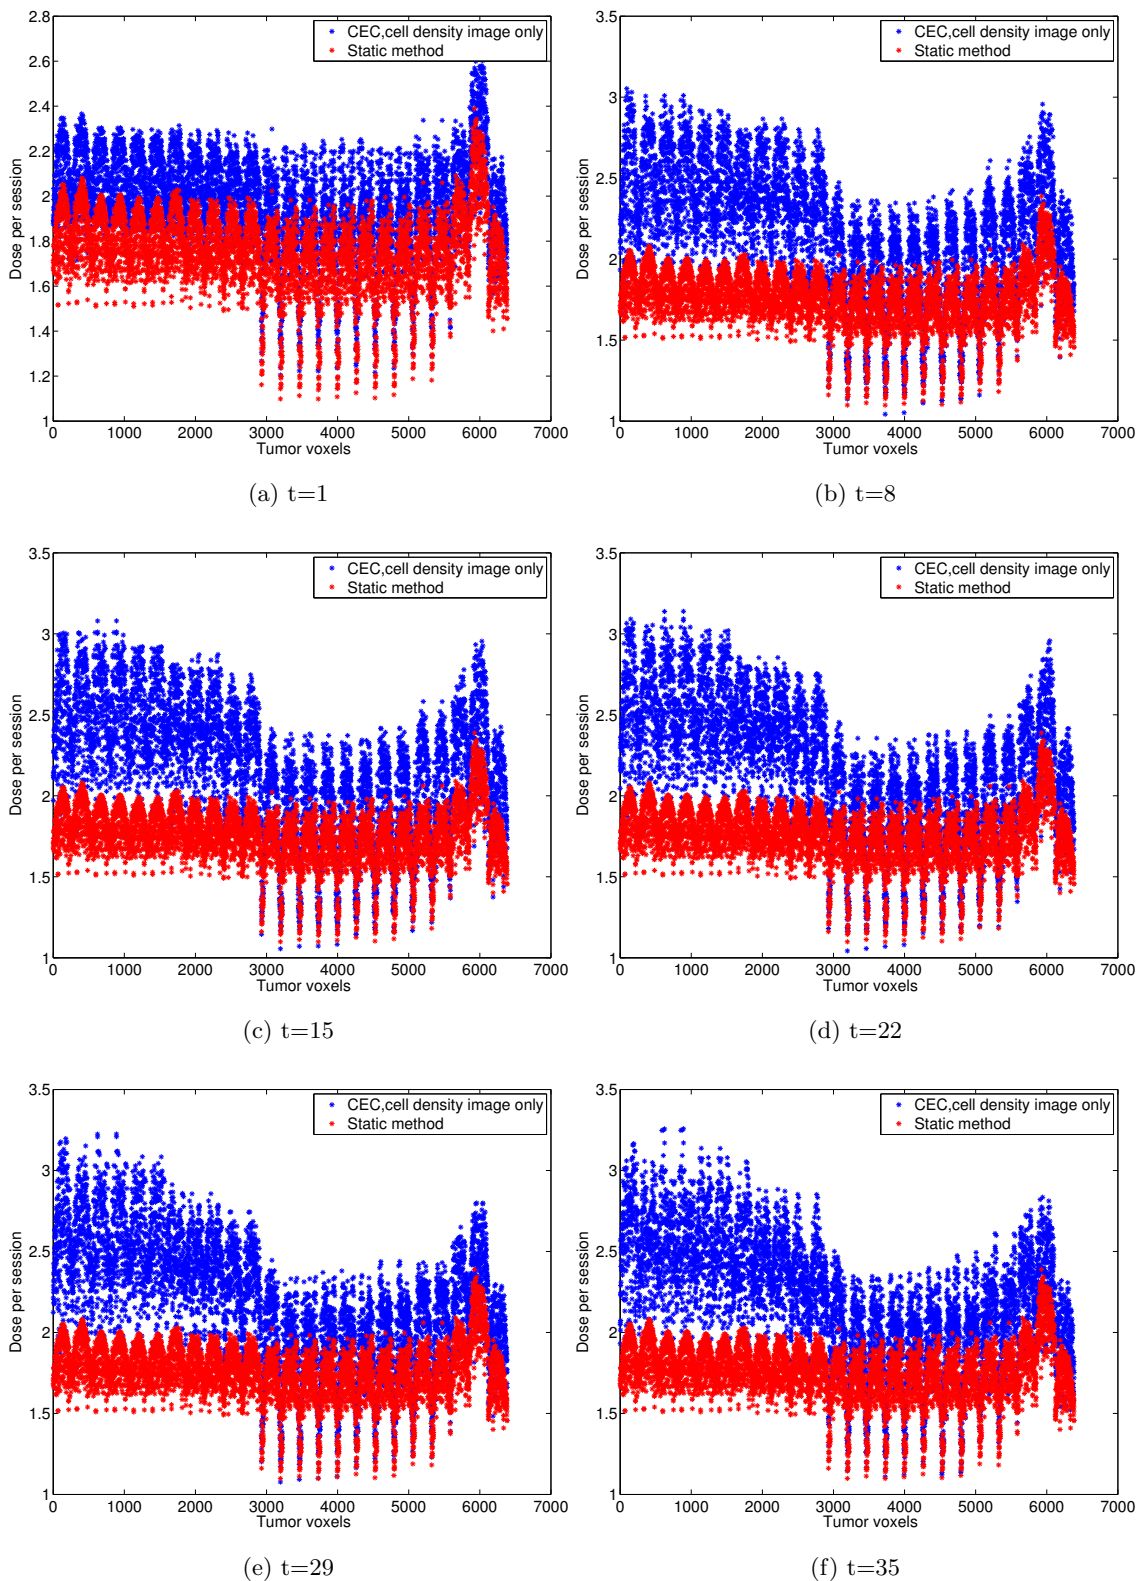 2.8
2.6
2.4
2.2
2
1.8
1.6
1.4
1.2
1
Dose per session
CEC,cell density image only
Static method
0 1000 2000 3000 4000 5000 6000 7000
Tumor voxels
(a) t=1
3.5
3
2.5
2
1.5
1
Dose per session
CEC,cell density image only
Static method
0 1000 2000 3000 4000 5000 6000 7000
Tumor voxels
(b) t=8
3.5
3
2.5
2
1.5
1
Dose per session
CEC,cell density image only
Static method
0 1000 2000 3000 4000 5000 6000 7000
Tumor voxels
(c) t=15
3.5
3
2.5
2
1.5
1
Dose per session
CEC,cell density image only
Static method
0 1000 2000 3000 4000 5000 6000 7000
Tumor voxels
(d) t=22
3.5
3
2.5
2
1.5
1
Dose per session
CEC,cell density image only
Static method
0 1000 2000 3000 4000 5000 6000 7000
Tumor voxels
(e) t=29
3.5
3
2.5
2
1.5
1
Dose per session
CEC,cell density image only
Static method
0 1000 2000 3000 4000 5000 6000 7000
Tumor voxels
(f) t=35